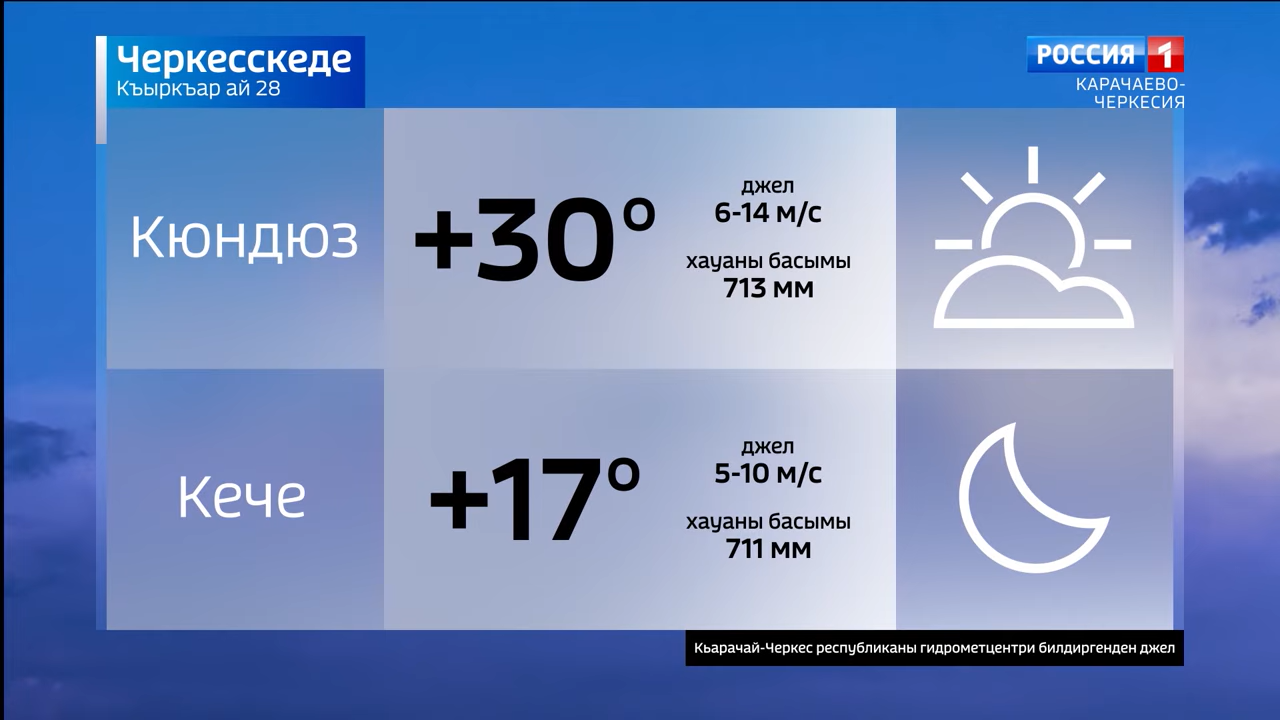 Черкесскеде
Къыркъар ай 28
РОССИЯ 1
КАРАЧАЕВО-
ЧЕРКЕСИЯ
Кюндюз
+30°
джел
6-14 м/с
хауаны басымы
713 мм
Кече
+17°
джел
5-10 м/с
хауаны басымы
711 мм
Кьарачай-Черкес республиканы гидрометцентри билдиргенден джел